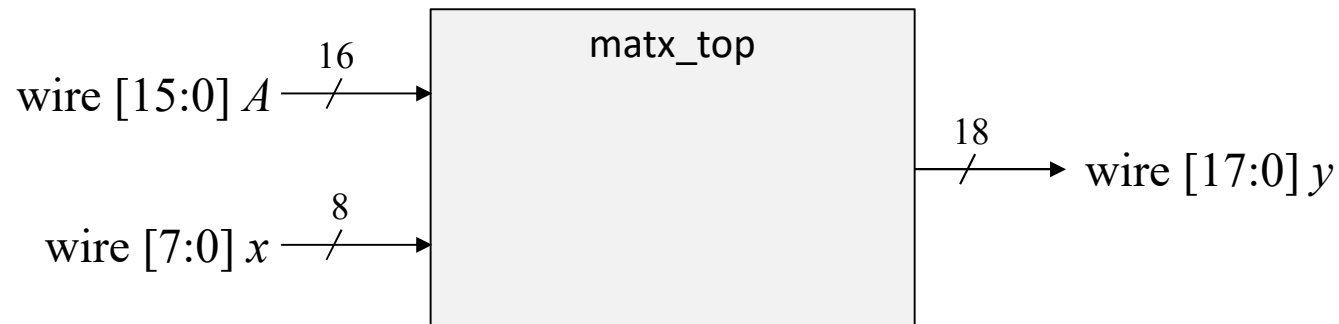 matx_top
16
wire [15:0] A
18
wire [17:0] y
8
wire [7:0] x